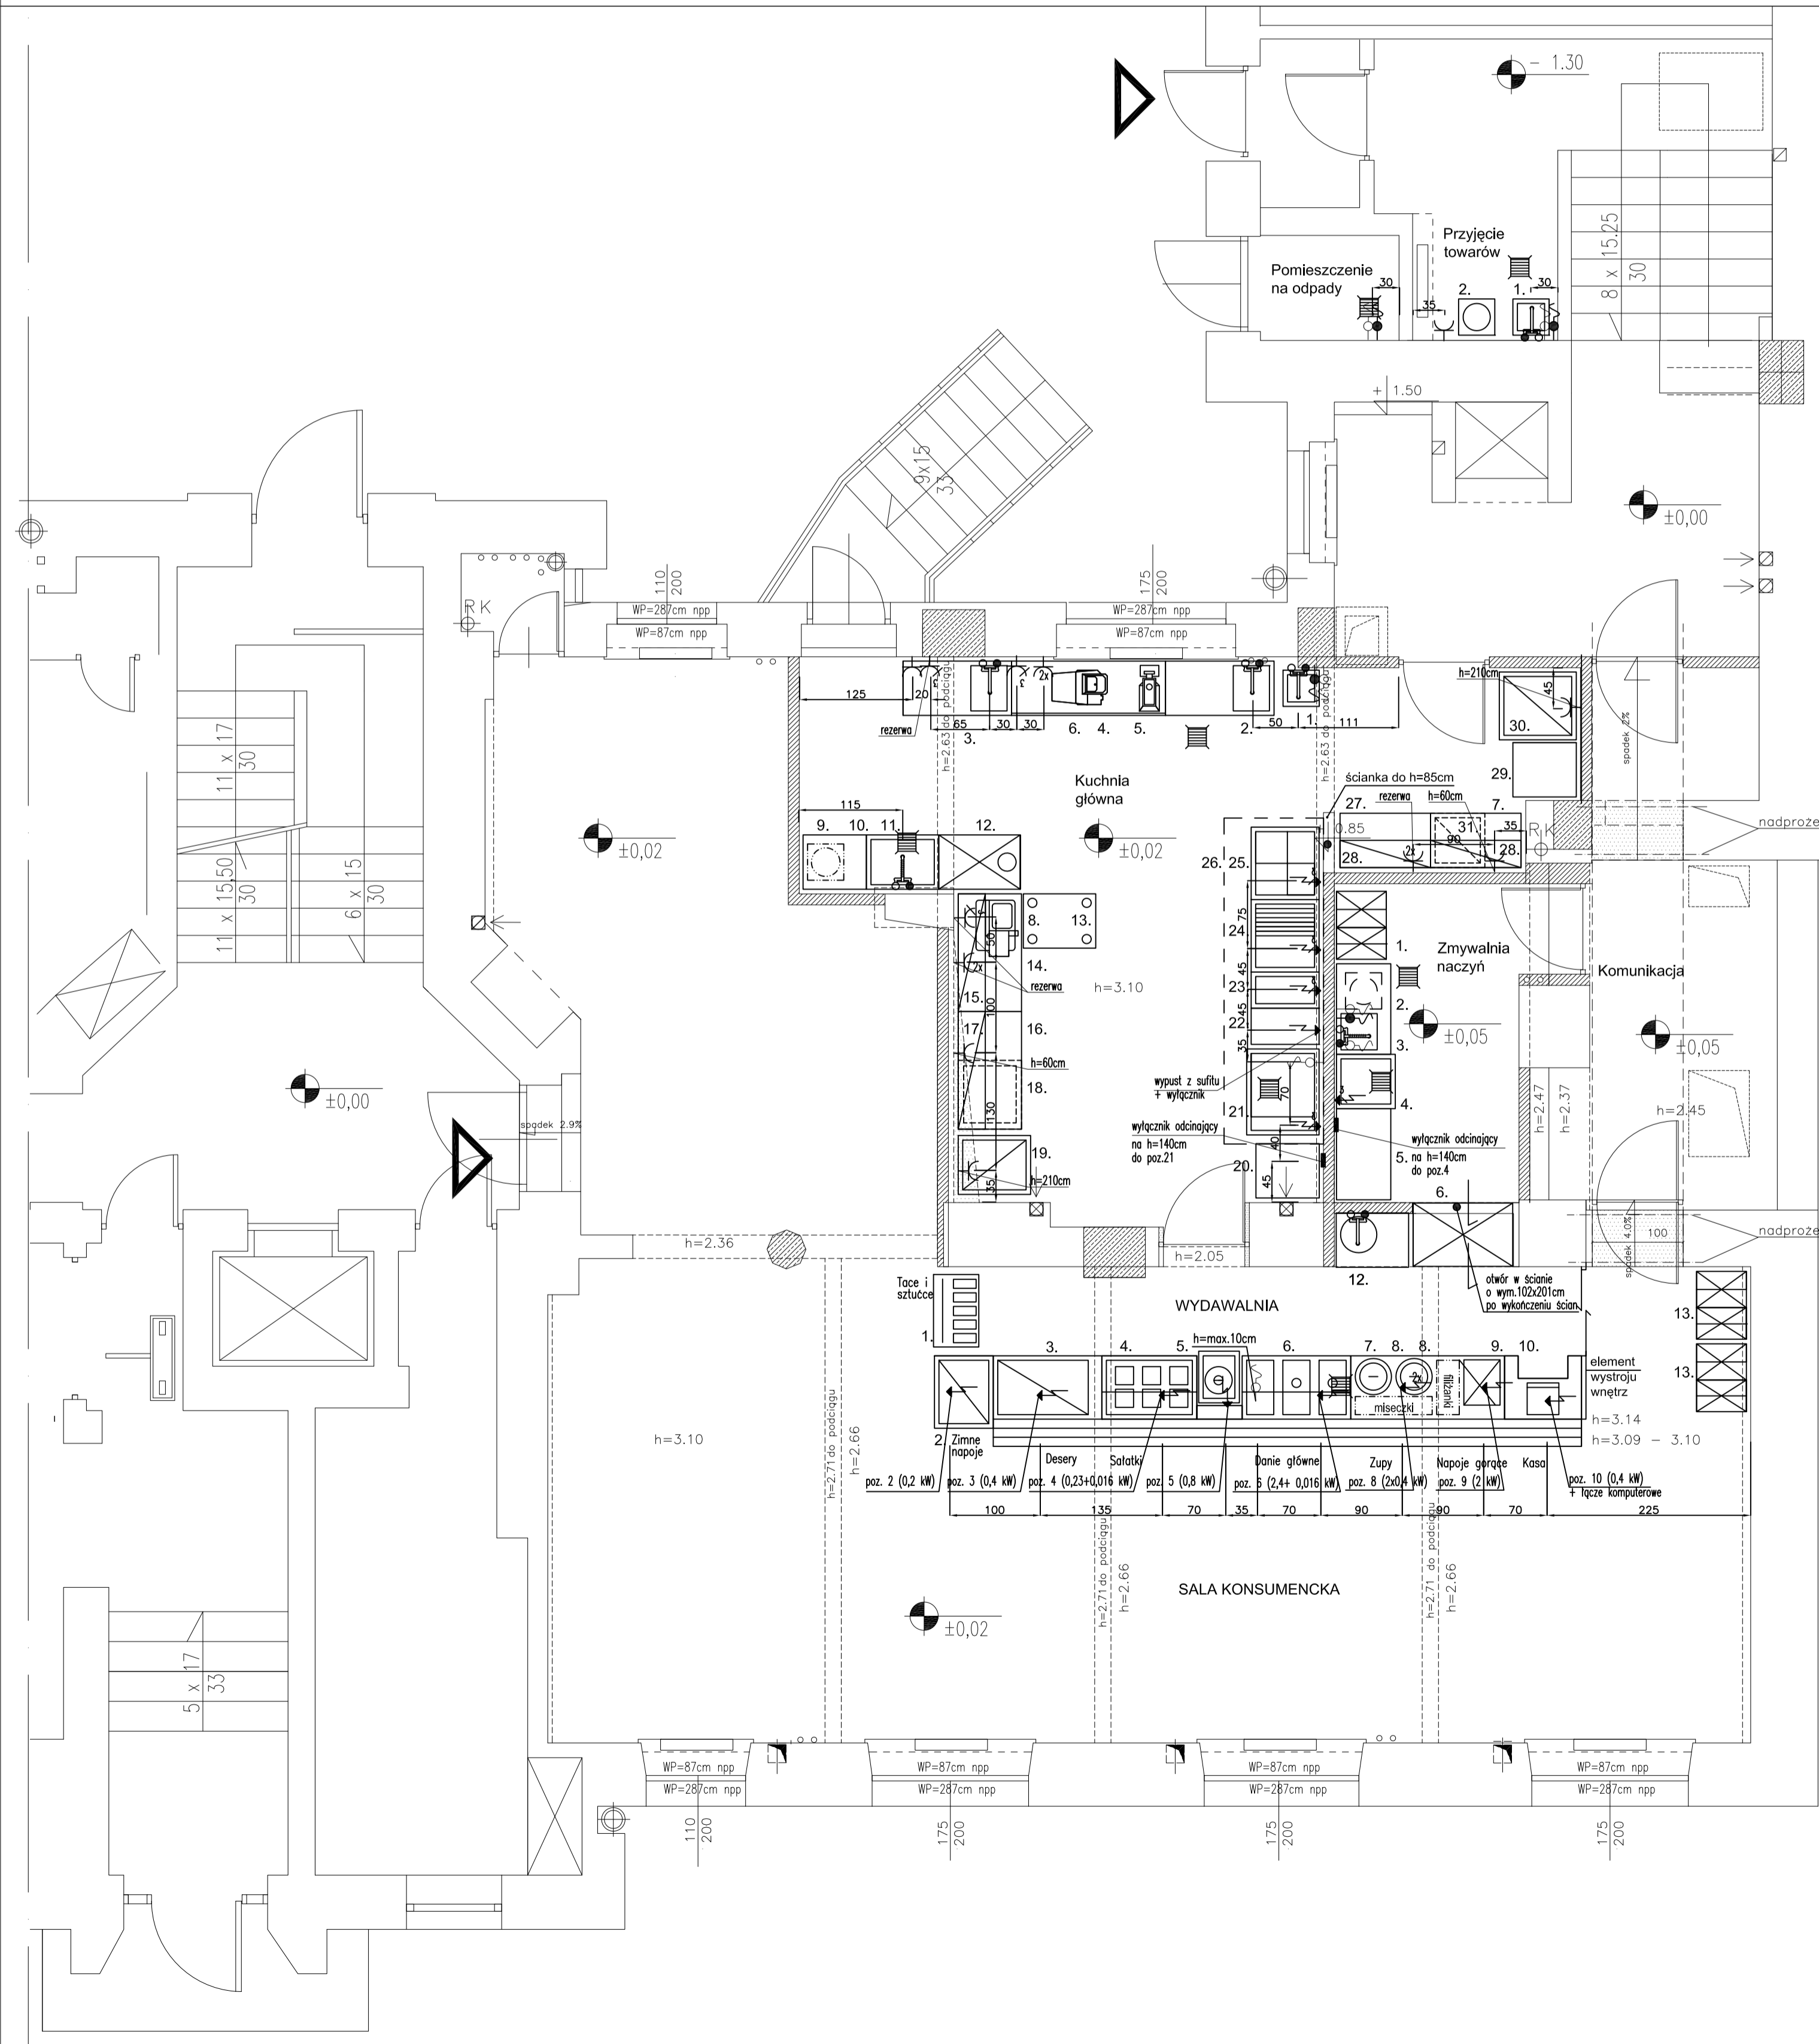 - 1.30
Przyjęcie
towarów
Pomieszczenie
na odpady
30
35
2.
1.
30
8 x 15.25
30
+ 1.50
9x15
33
±0,00
RK
110
200
WP=287cm npp
WP=87cm npp
175
200
WP=287cm npp
WP=87cm npp
125
20
rezerwa
65
30
30
3.
2x
6.
4.
5.
2.
50
1.
111
h=2.63 do podciągu
h=2.63 do podciągu
h=210cm
45
30.
29.
spadek 2%
11 x 17
30
11 x 15.50
30
6 x 15
30
±0,02
Kuchnia
główna
±0,02
115
9.
10.
11.
12.
ścianka do h=85cm
27.
rezerwa
h=60cm
7.
31
90
35
2x
28.
28.
RK
nadproże
0.85
26.
25.
75
24
45
23
45
22
35
21.
70
40
20.
45
8.
13.
50
2x
14.
rezerwa
h=3.10
15.
100
17.
16.
h=60cm
18.
130
19.
35
h=210cm
wypust z sufitu
+ wyłącznik
wyłącznik odcinający
na h=140cm
do poz.21
1.
Zmywalnia
naczyń
2.
±0,05
3.
3
4.
wyłącznik odcinający
5. na h=140cm
do poz.4
6.
Komunikacja
±0,05
h=2.47
h=2.37
h=2.45
±0,00
spadek 2.9%
spadek 4.0%
100
nadproże
h=2.36
h=2.05
12.
otwór w ścianie
o wym.102x201cm
po wykończeniu ścian
Tace i
sztućce
1.
WYDAWALNIA
13.
13.
3.
4.
5.
h=max.10cm
6.
7.
8.
8.
9.
10.
2x
miseczki
filiżanki
element
wystroju
wnętrz
h=3.14
h=3.09 - 3.10
h=3.10
h=2.71 do podciągu
h=2.66
2
Zimne
napoje
Desery
Sałatki
Danie główne
Zupy
Napoje gorące
Kasa
poz. 2 (0,2 kW)
poz. 3 (0,4 kW)
poz. 4 (0,23+0,016 kW)
poz. 5 (0,8 kW)
poz. 6 (2,4+ 0,016 kW)
poz. 8 (2x0,4 kW)
poz. 9 (2 kW)
poz. 10 (0,4 kW)
+ łącze komputerowe
100
135
70
35
70
90
90
70
225
h=2.71 do podciągu
h=2.66
h=2.71 do podciągu
h=2.66
SALA KONSUMENCKA
±0,02
5 x 17
33
WP=87cm npp
WP=287cm npp
WP=87cm npp
WP=287cm npp
WP=87cm npp
WP=287cm npp
WP=87cm npp
WP=287cm npp
110
200
175
200
175
200
175
200